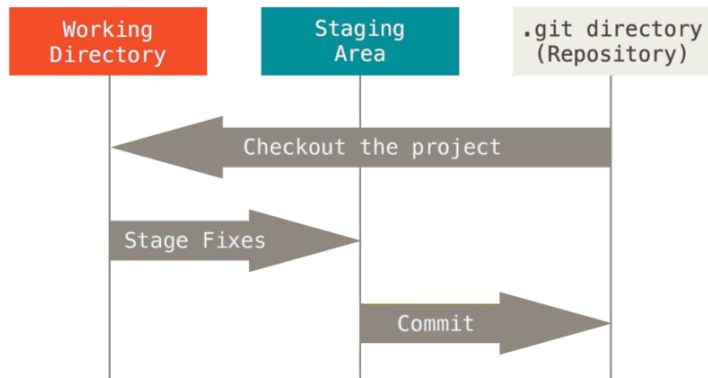 Working
Directory
Staging
Area
.git directory
(Repository)
Checkout the project
Stage Fixes
Commit